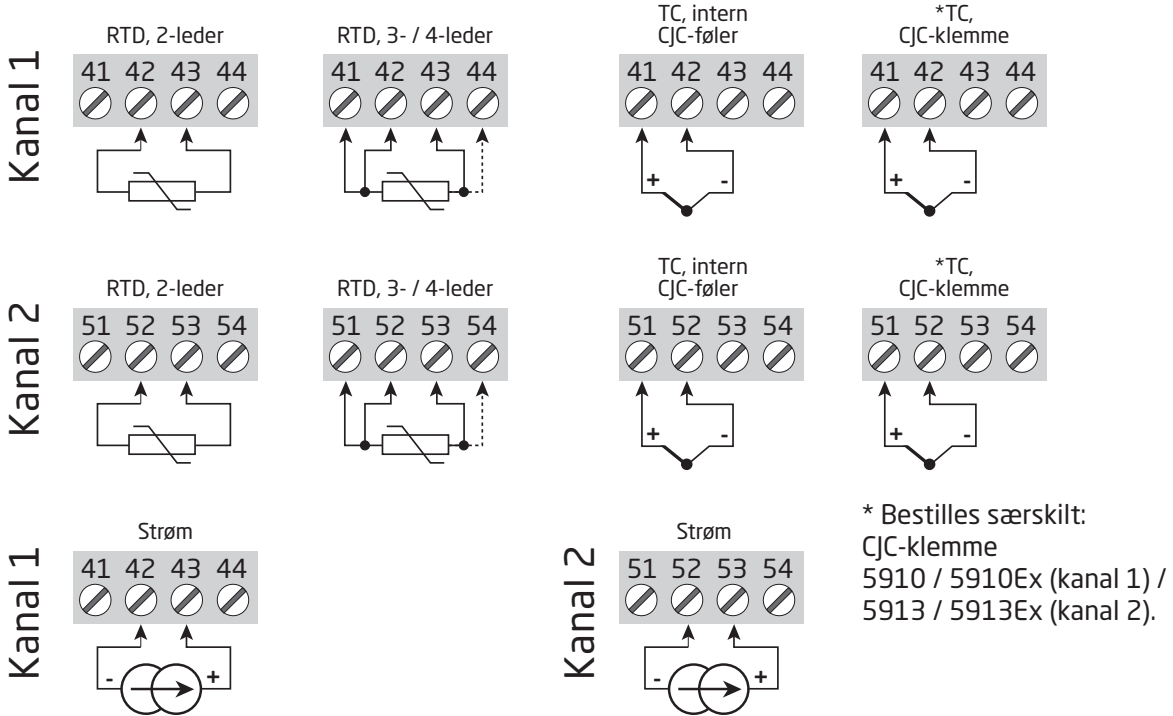 Kanal 1
RTD, 2-leder
41 42 43 44
RTD, 3- / 4-leder
41 42 43 44
TC, intern
CJC-føler
41 42 43 44
+ -
*TC,
CJC-klemme
41 42 43 44
+ -
Kanal 2
RTD, 2-leder
51 52 53 54
RTD, 3- / 4-leder
51 52 53 54
TC, intern
CJC-føler
51 52 53 54
+ -
*TC,
CJC-klemme
51 52 53 54
+ -
Kanal 1
Strøm
41 42 43 44
- +
Kanal 2
Strøm
51 52 53 54
- +
* Bestilles særskilt:
CJC-klemme
5910 / 5910Ex (kanal 1) /
5913 / 5913Ex (kanal 2).